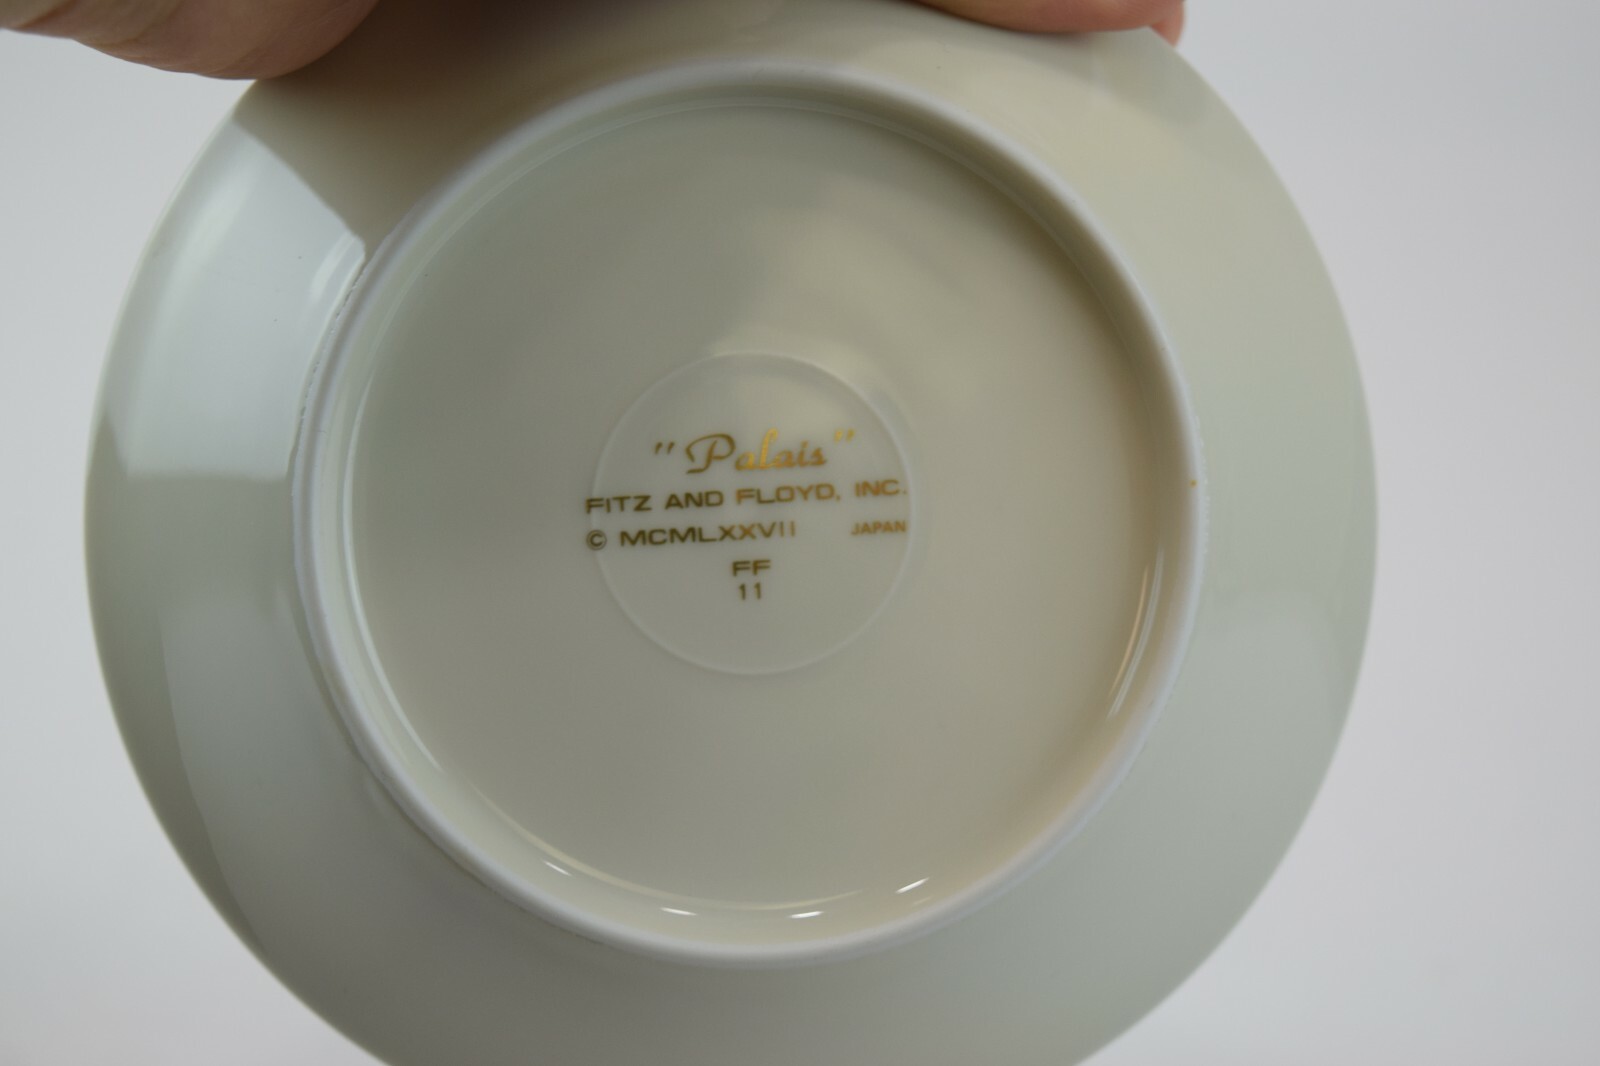 "Palais"
FITZ AND FLOYD, INC.
© MCMLXXVII JAPAN
FF
11